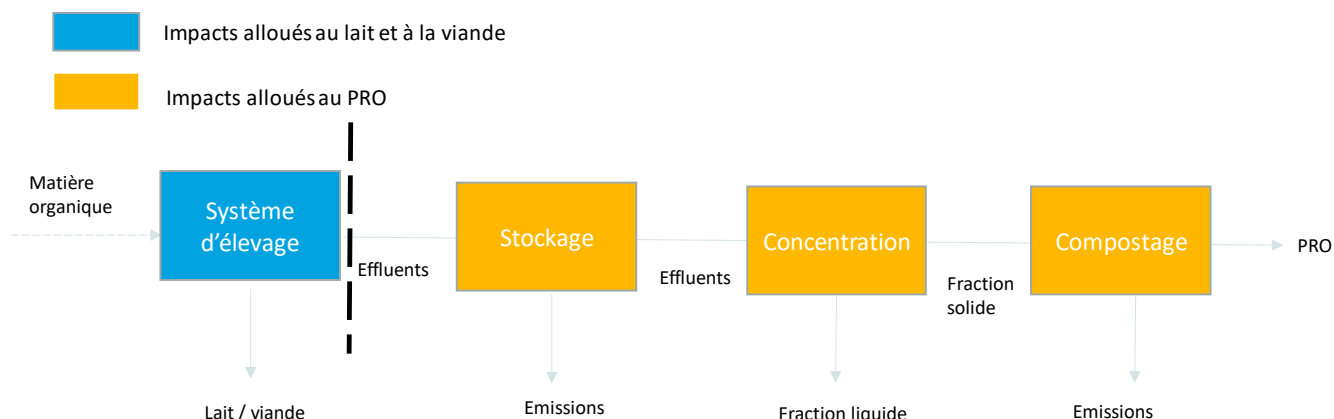 Impacts alloués au lait et à la viande
Impacts alloués au PRO
Matière
organique
Système
d'élevage
Effluents
Stockage
Effluents
Concentration
Fraction
solide
Compostage
PRO
Lait / viande
Emissions
Fraction liquide
Emissions